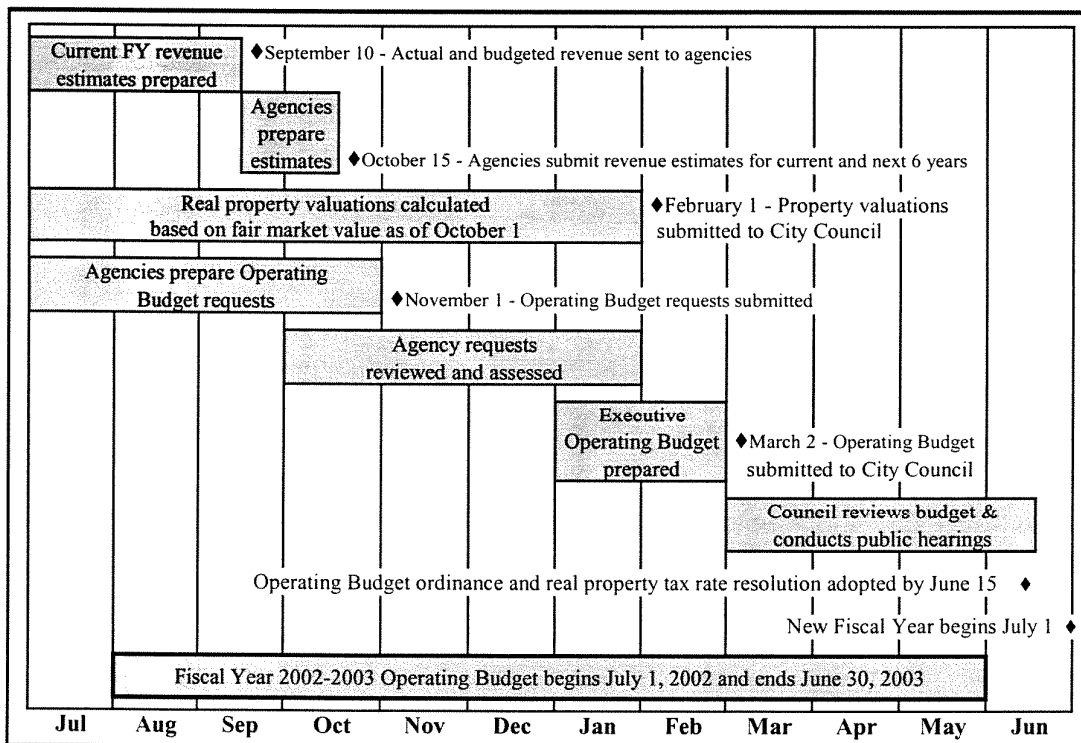 Current FY revenue
estimates prepared
♦September 10 - Actual and budgeted revenue sent to agencies
Agencies
prepare
estimates
♦October 15 - Agencies submit revenue estimates for current and next 6 years
Real property valuations calculated
based on fair market value as of October 1
♦February 1 - Property valuations
submitted to City Council
Agencies prepare Operating
Budget requests
♦November 1 - Operating Budget requests submitted
Agency requests
reviewed and assessed
Executive
Operating Budget
prepared
♦March 2 - Operating Budget
submitted to City Council
Council reviews budget &
conducts public hearings
Operating Budget ordinance and real property tax rate resolution adopted by June 15 ♦
New Fiscal Year begins July 1 ♦
Fiscal Year 2002-2003 Operating Budget begins July 1, 2002 and ends June 30, 2003
Jul Aug Sep Oct Nov Dec Jan Feb Mar Apr May Jun